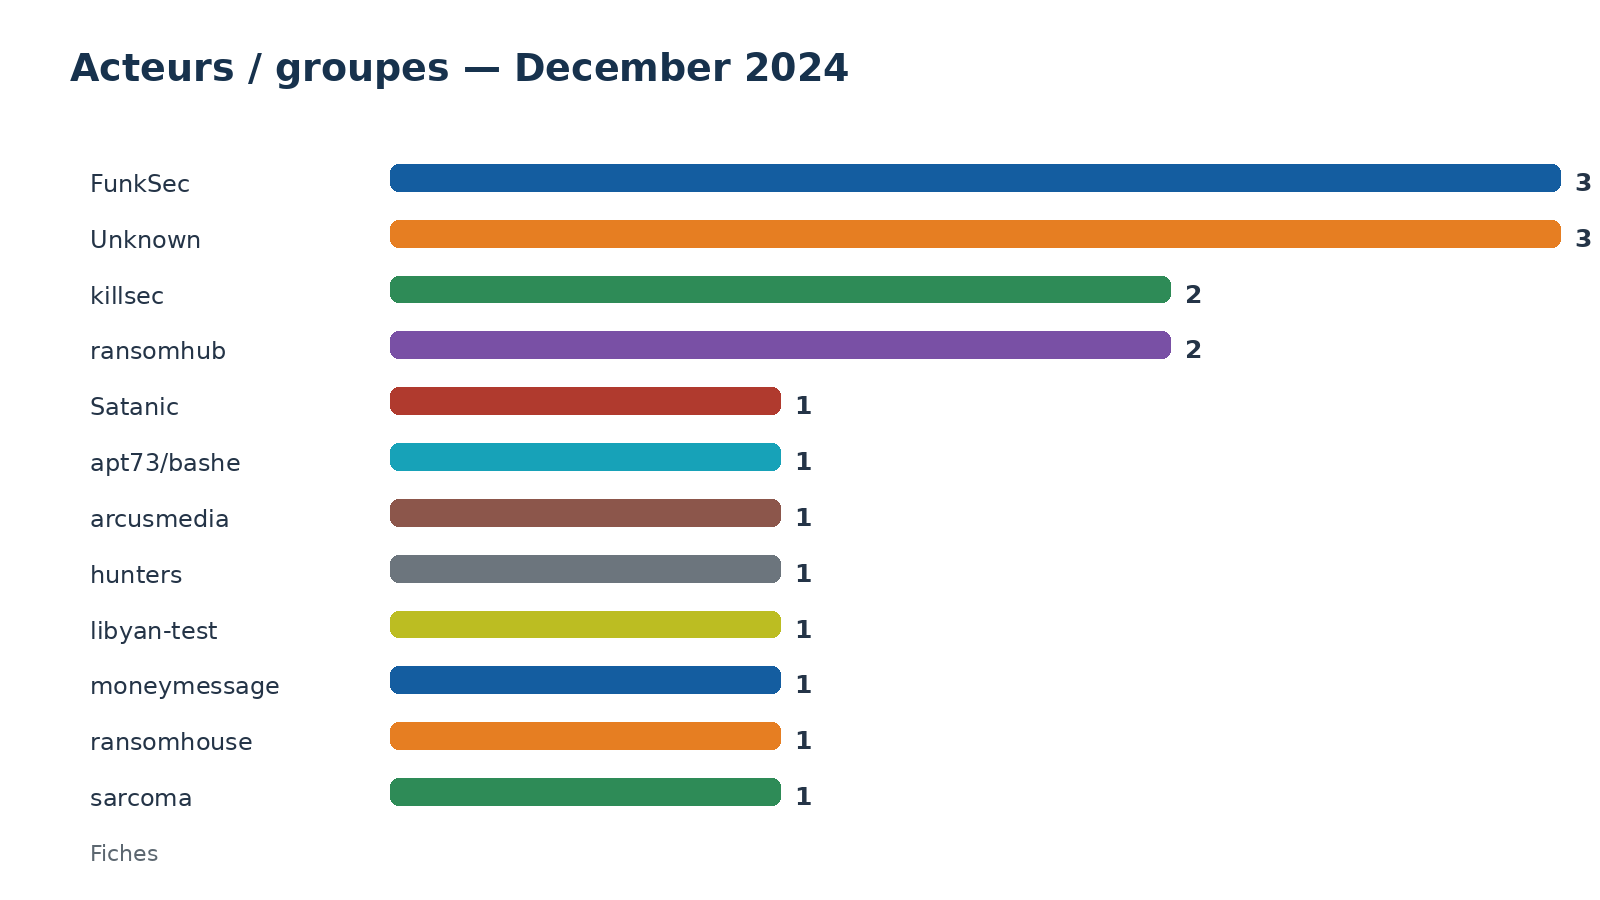 Acteurs / groupes — December 2024
FunkSec 3
Unknown 3
killsec 2
ransomhub 2
Satanic 1
apt73/bashe 1
arcusmedia 1
hunters 1
libyan-test 1
moneymessage 1
ransomhouse 1
sarcoma 1
Fiches